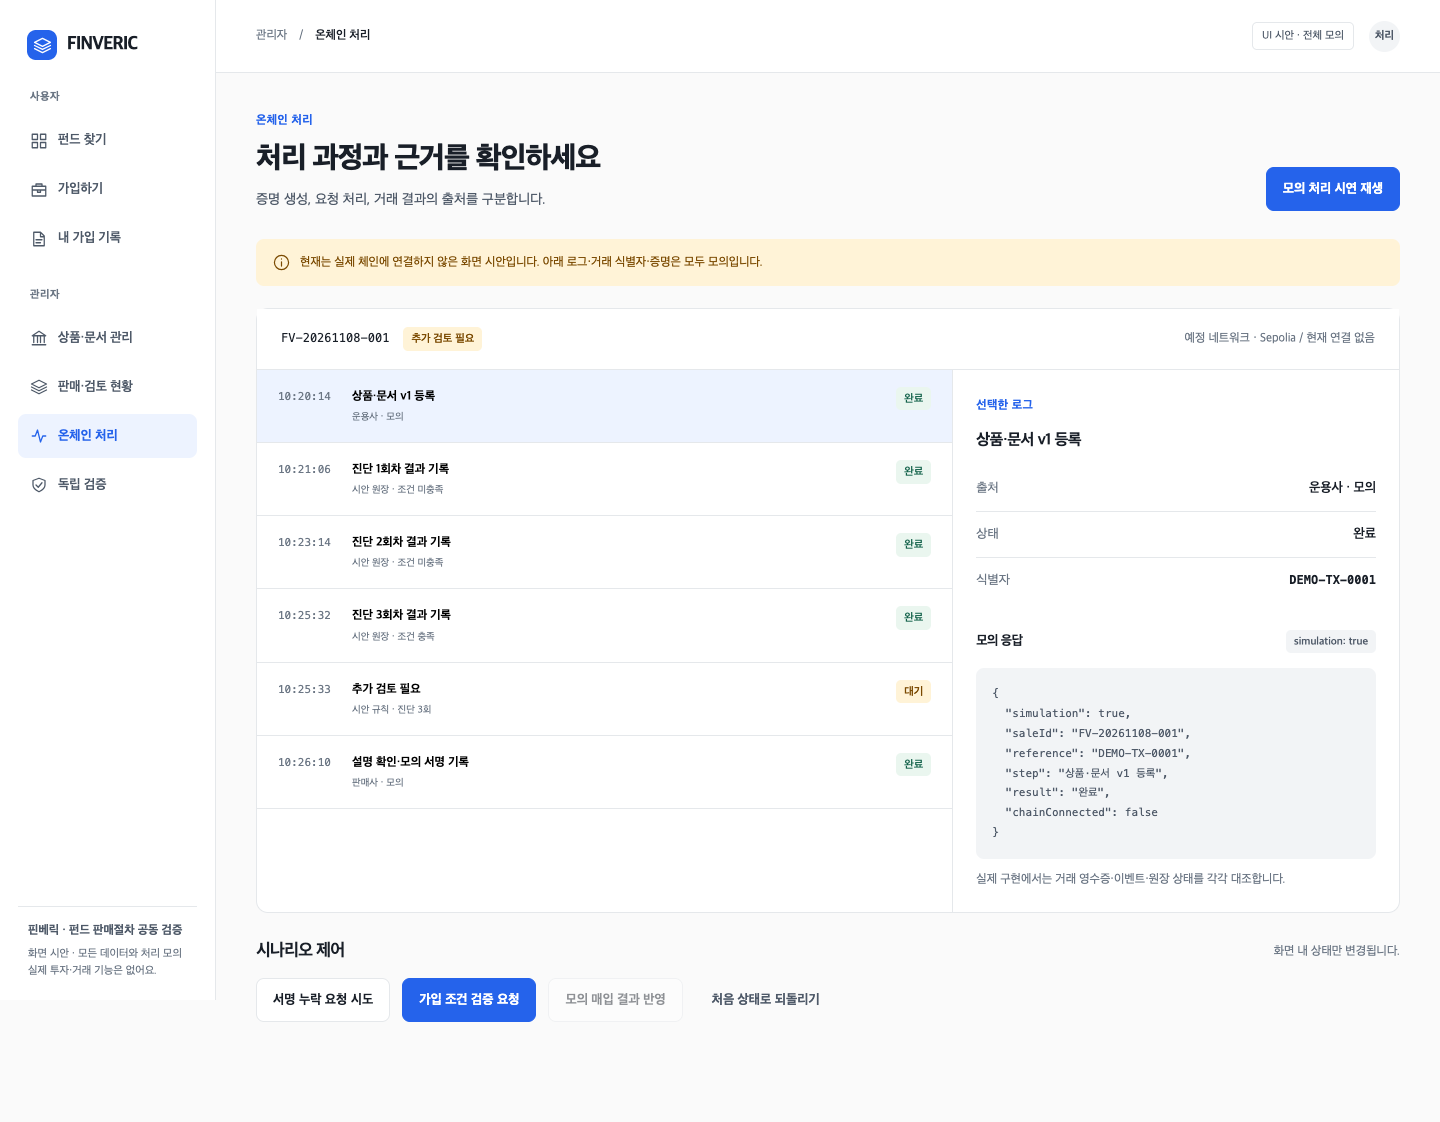 FINVERIC
사용자
펀드 찾기
가입하기
내 가입 기록
관리자
상품·문서 관리
판매·검토 현황
온체인 처리
독립 검증
핀베릭 · 펀드 판매절차 공동 검증
화면 시안 · 모든 데이터와 처리 모의
실제 투자·거래 기능은 없어요.
관리자 / 온체인 처리
UI 시안 · 전체 모의
처리
온체인 처리
처리 과정과 근거를 확인하세요
증명 생성, 요청 처리, 거래 결과의 출처를 구분합니다.
모의 처리 시연 재생
현재는 실제 체인에 연결하지 않은 화면 시안입니다. 아래 로그·거래 식별자·증명은 모두 모의입니다.
FV-20261108-001 추가 검토 필요
예정 네트워크 · Sepolia / 현재 연결 없음
10:20:14 상품·문서 v1 등록 완료
운용사 · 모의
10:21:06 진단 1회차 결과 기록 완료
시안 원장 · 조건 미충족
10:23:14 진단 2회차 결과 기록 완료
시안 원장 · 조건 미충족
10:25:32 진단 3회차 결과 기록 완료
시안 원장 · 조건 충족
10:25:33 추가 검토 필요 대기
시안 규칙 · 진단 3회
10:26:10 설명 확인·모의 서명 기록 완료
판매사 · 모의
선택한 로그
상품·문서 v1 등록
출처 운용사 · 모의
상태 완료
식별자 DEMO-TX-0001
모의 응답 simulation: true
{
"simulation": true,
"saleId": "FV-20261108-001",
"reference": "DEMO-TX-0001",
"step": "상품·문서 v1 등록",
"result": "완료",
"chainConnected": false
}
실제 구현에서는 거래 영수증·이벤트·원장 상태를 각각 대조합니다.
시나리오 제어
화면 내 상태만 변경됩니다.
서명 누락 요청 시도
가입 조건 검증 요청
모의 매입 결과 반영
처음 상태로 되돌리기